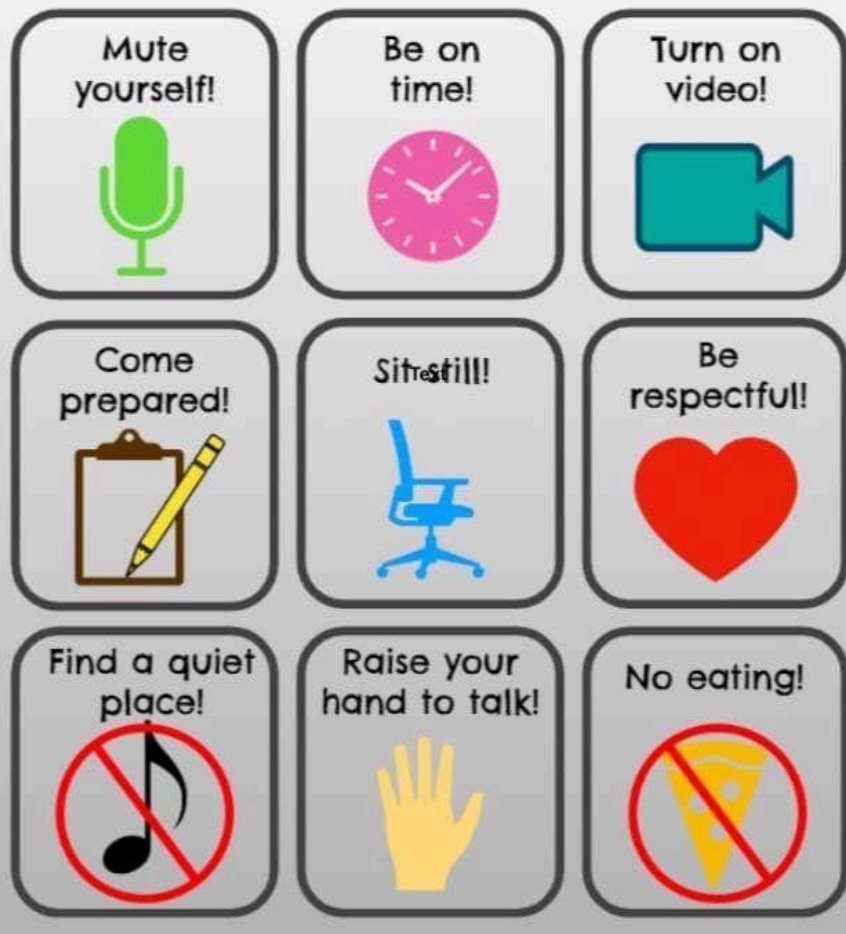 Mute
yourself!
Be on
time!
Turn on
video!
Come
prepared!
Sit still!
Text
Be
respectful!
Find a quiet
place!
Raise your
hand to talk!
No eating!